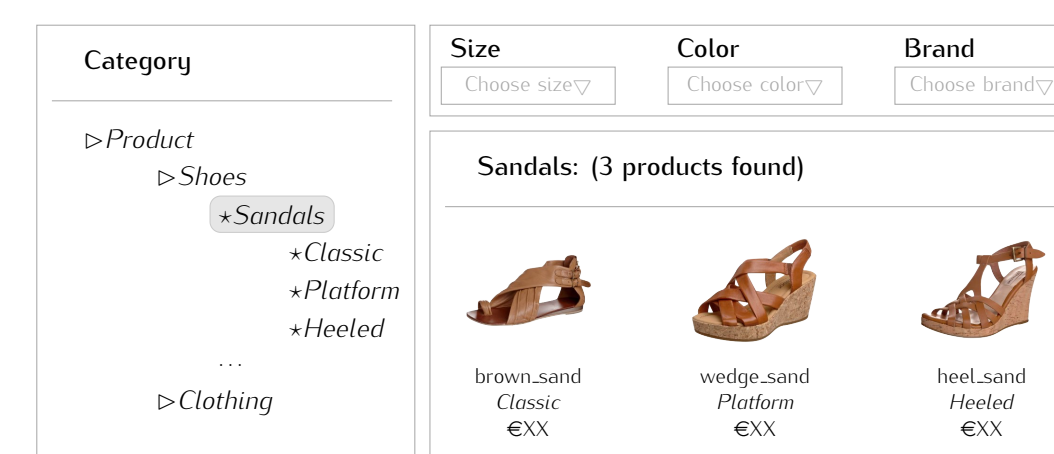 Category
▷Product
▷Shoes
⋆Sandals
⋆Classic
⋆Platform
⋆Heeled
...
▷Clothing
Size Color Brand
Choose size▽ Choose color▽ Choose brand▽
Sandals: (3 products found)
brown_sand wedge_sand heel_sand
Classic Platform Heeled
€XX €XX €XX